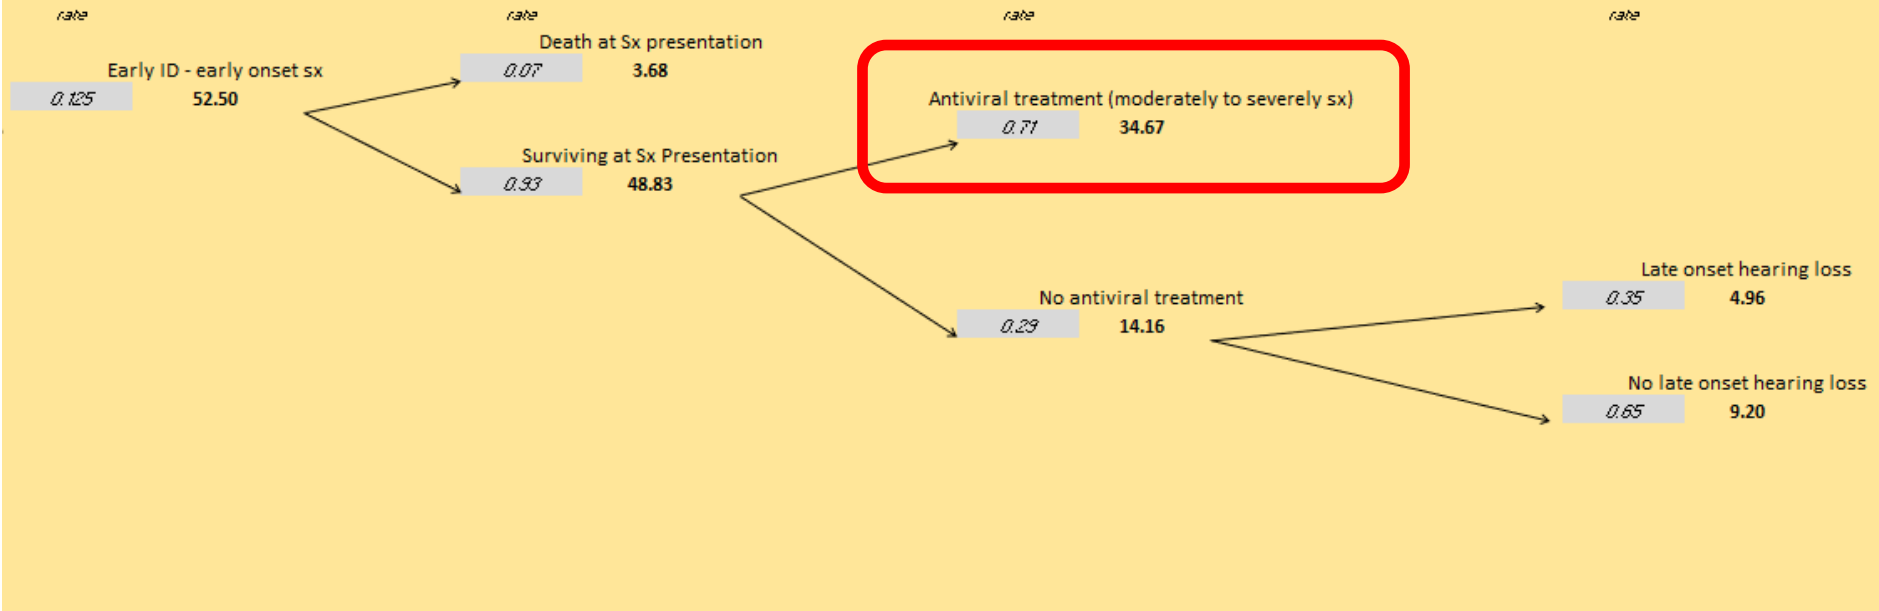 rate
rate
rate
rate
Early ID - early onset sx
0.125
52.50
Death at Sx presentation
0.07
3.68
Surviving at Sx Presentation
0.93
48.83
Antiviral treatment (moderately to severely sx)
0.71
34.67
No antiviral treatment
0.29
14.16
Late onset hearing loss
0.35
4.96
No late onset hearing loss
0.65
9.20